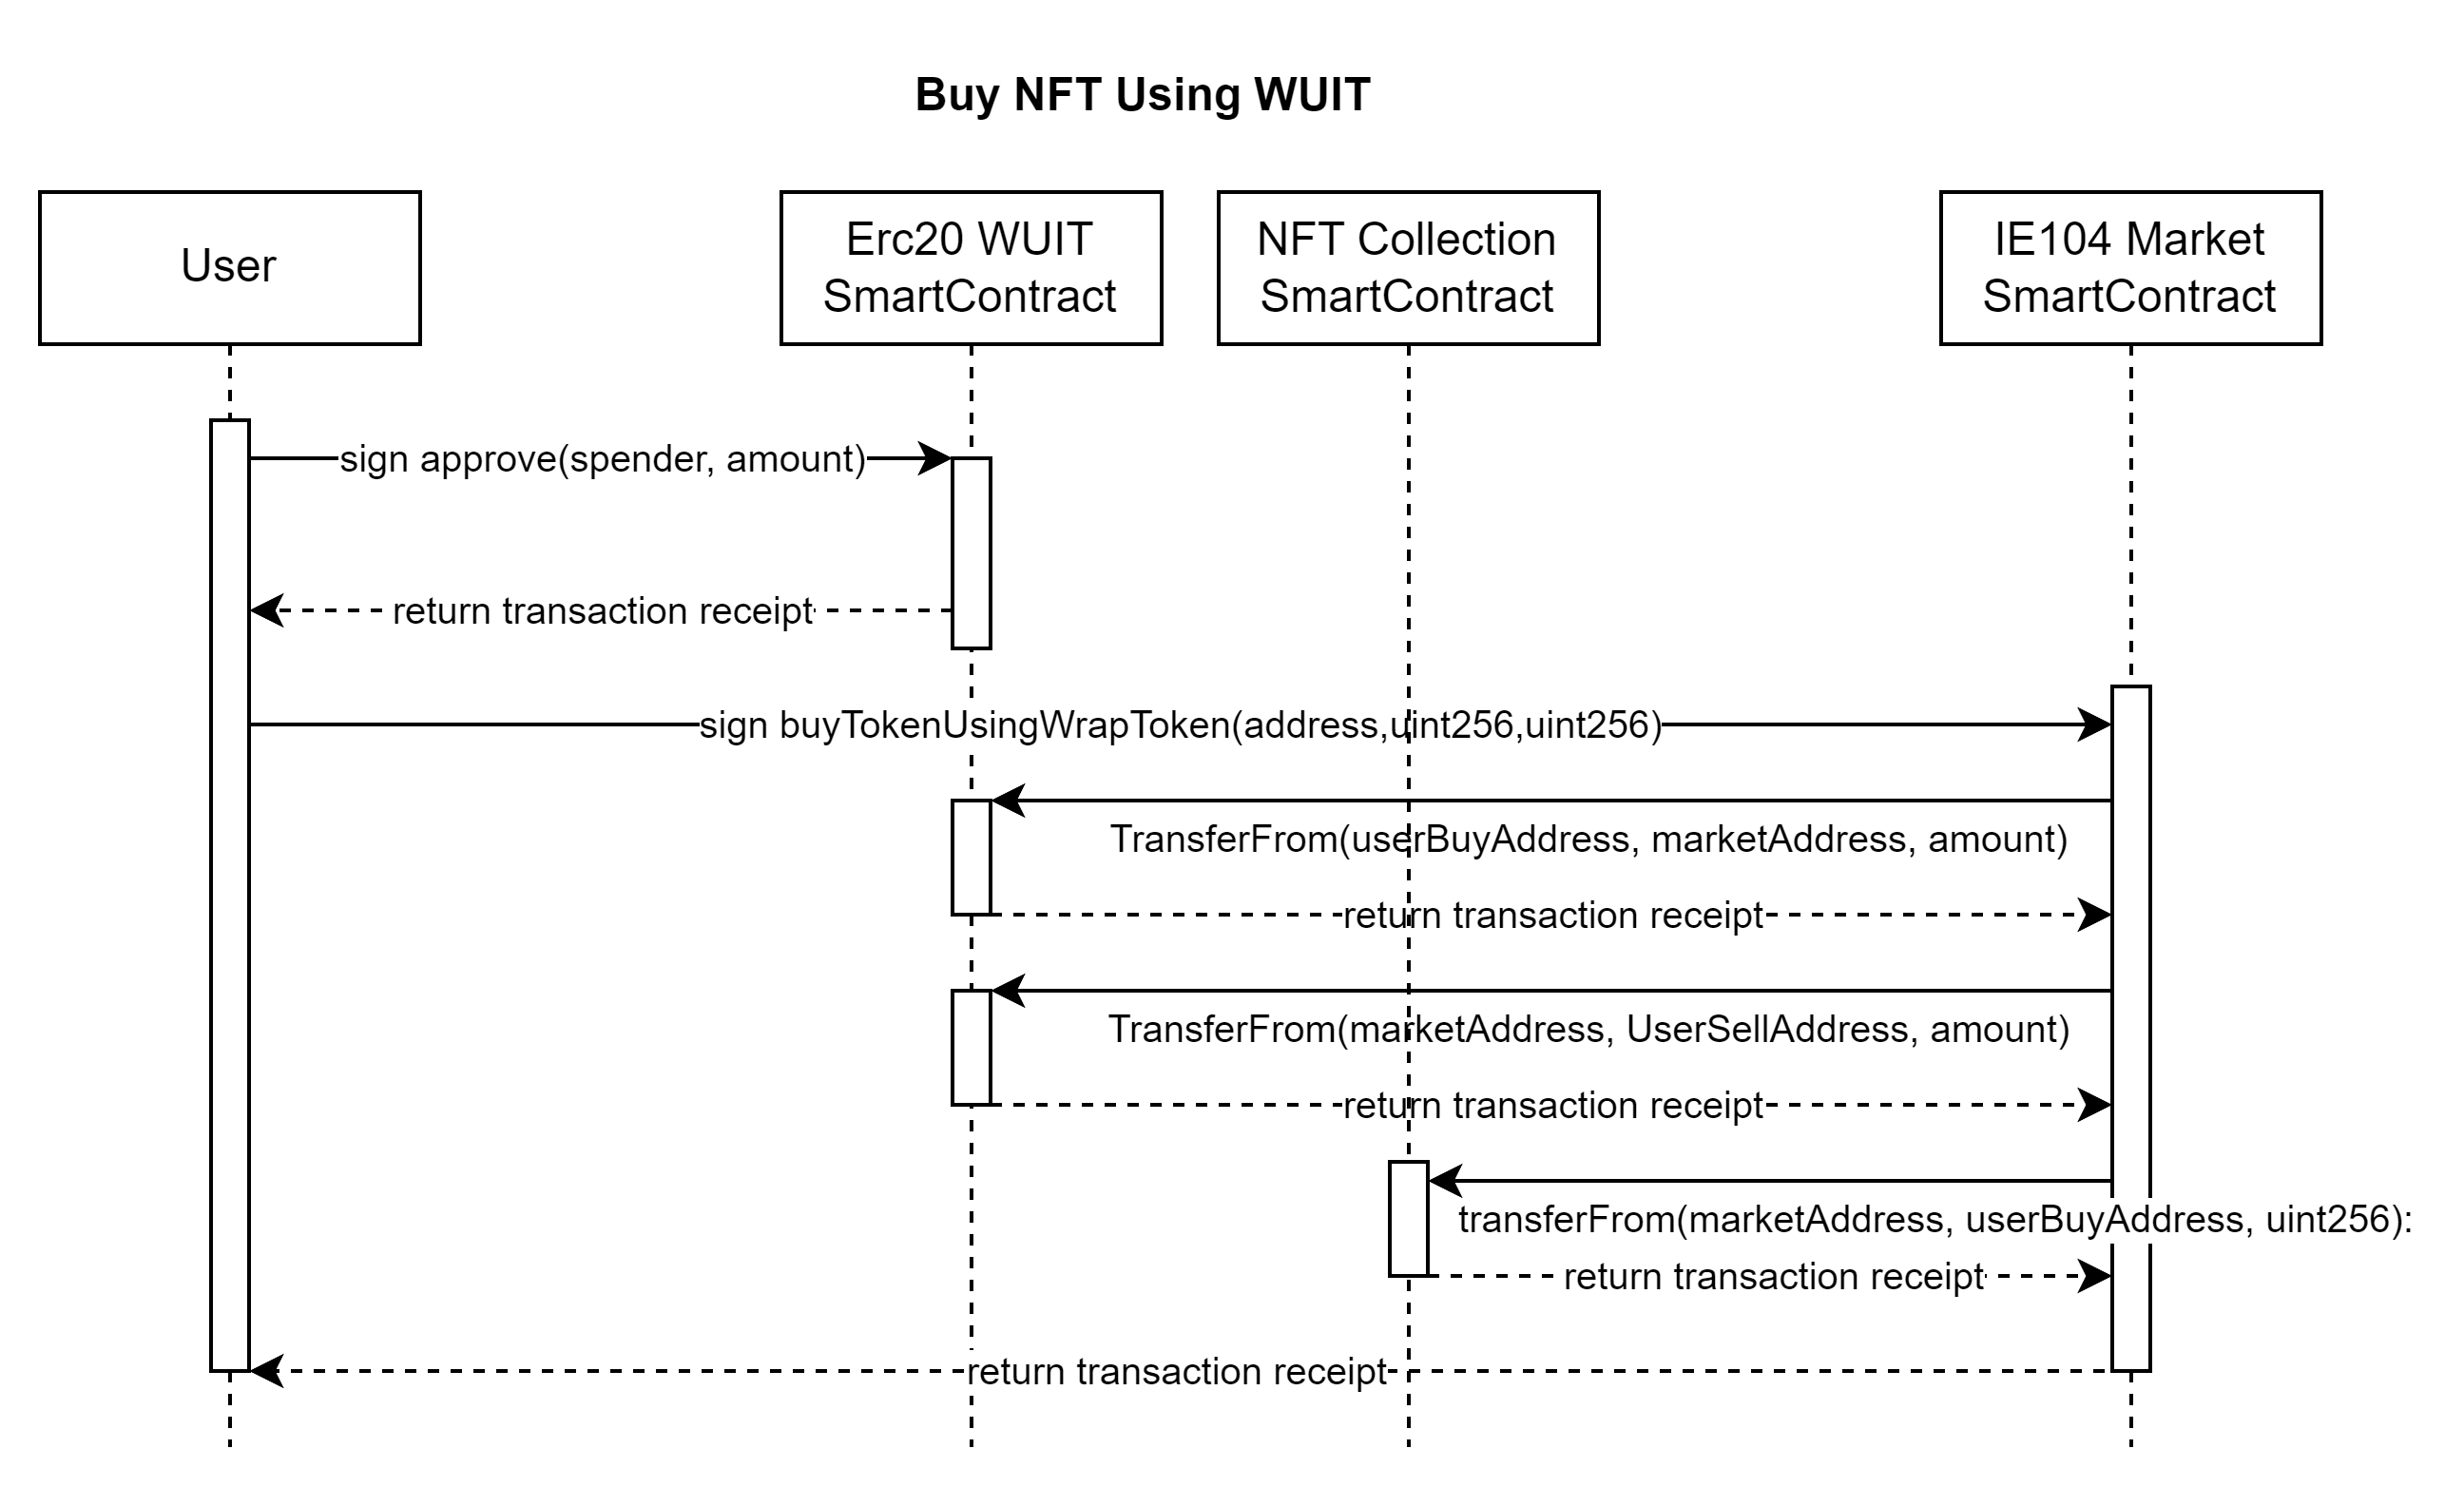 Buy NFT Using WUIT
User
Erc20 WUIT
SmartContract
NFT Collection
SmartContract
IE104 Market
SmartContract
sign approve(spender, amount)
return transaction receipt
sign buyTokenUsingWrapToken(address,uint256,uint256)
TransferFrom(userBuyAddress, marketAddress, amount)
return transaction receipt
TransferFrom(marketAddress, UserSellAddress, amount)
return transaction receipt
transferFrom(marketAddress, userBuyAddress, uint256):
return transaction receipt
return transaction receipt